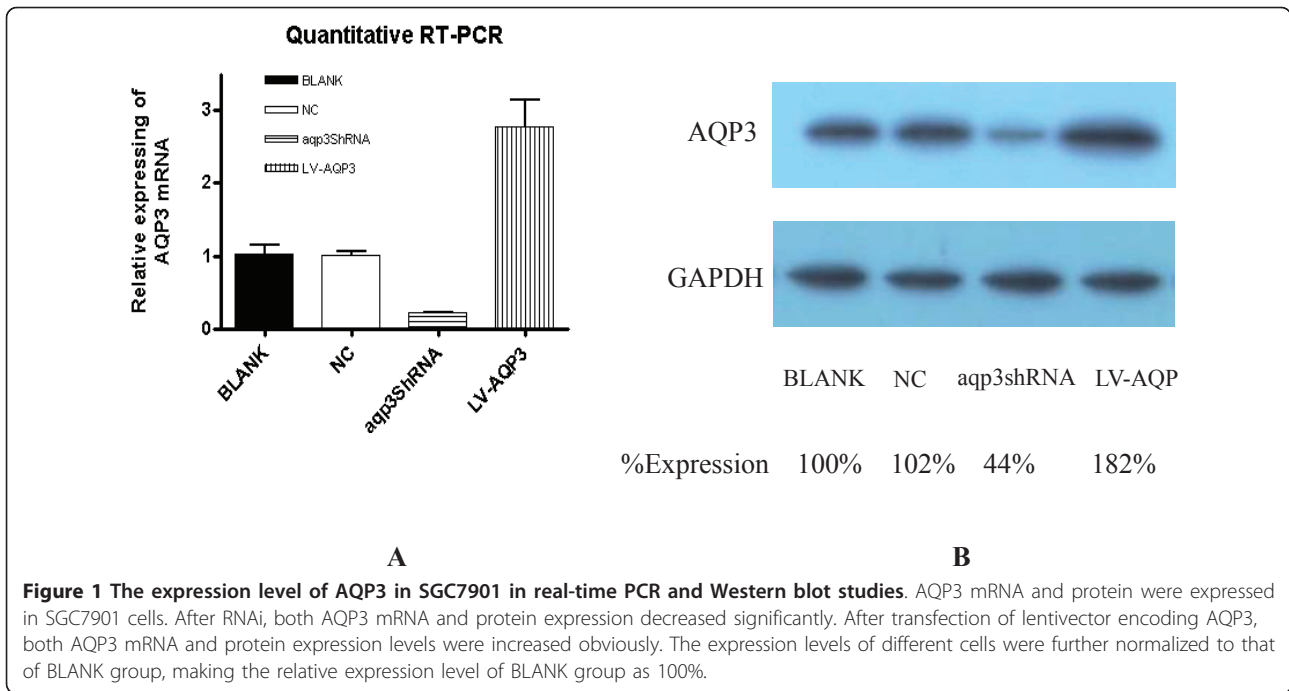 Quantitative RT-PCR
BLANK
NC
aqp3ShRNA
LV-AQP3
Relative expressing of
AQP3 mRNA
3
2
1
0
BLANK
NC
aqp3ShRNA
LV-AQP3
A
AQP3
GAPDH
BLANK NC aqp3shRNA LV-AQP
%Expression 100% 102% 44% 182%
B
Figure 1 The expression level of AQP3 in SGC7901 in real-time PCR and Western blot studies. AQP3 mRNA and protein were expressed
in SGC7901 cells. After RNAi, both AQP3 mRNA and protein expression decreased significantly. After transfection of lentivector encoding AQP3,
both AQP3 mRNA and protein expression levels were increased obviously. The expression levels of different cells were further normalized to that
of BLANK group, making the relative expression level of BLANK group as 100%.